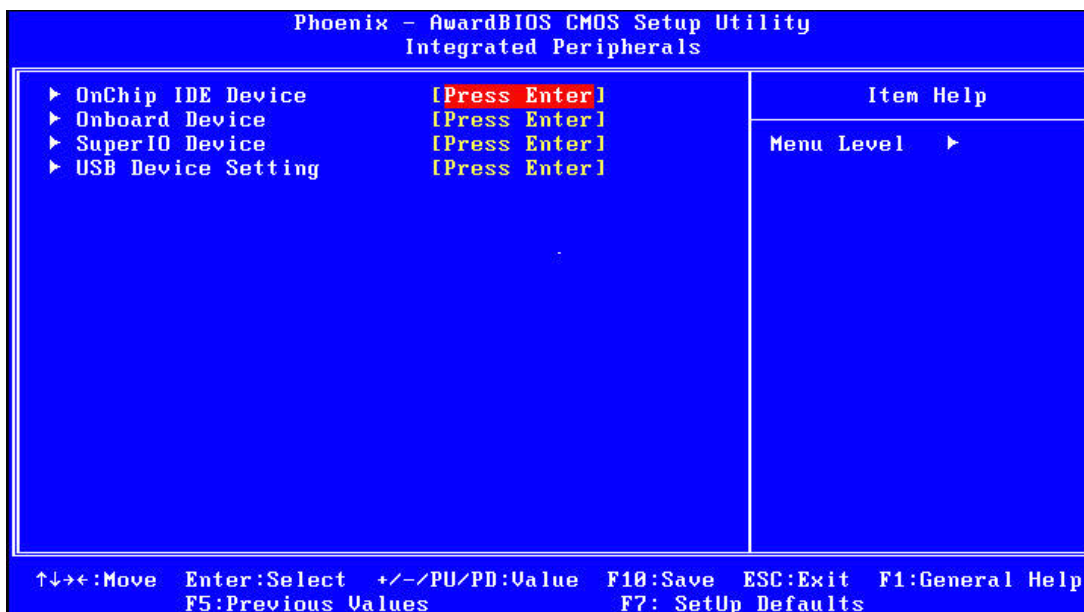 Phoenix - AwardBIOS CMOS Setup Utility
Integrated Peripherals
► OnChip IDE Device [Press Enter]
► Onboard Device [Press Enter]
► SuperIO Device [Press Enter]
► USB Device Setting [Press Enter]
Item Help
Menu Level ►
↑↓→←:Move Enter:Select +/-/PU/PD:Value F10:Save ESC:Exit F1:General Help
F5:Previous Values F7: SetUp Defaults